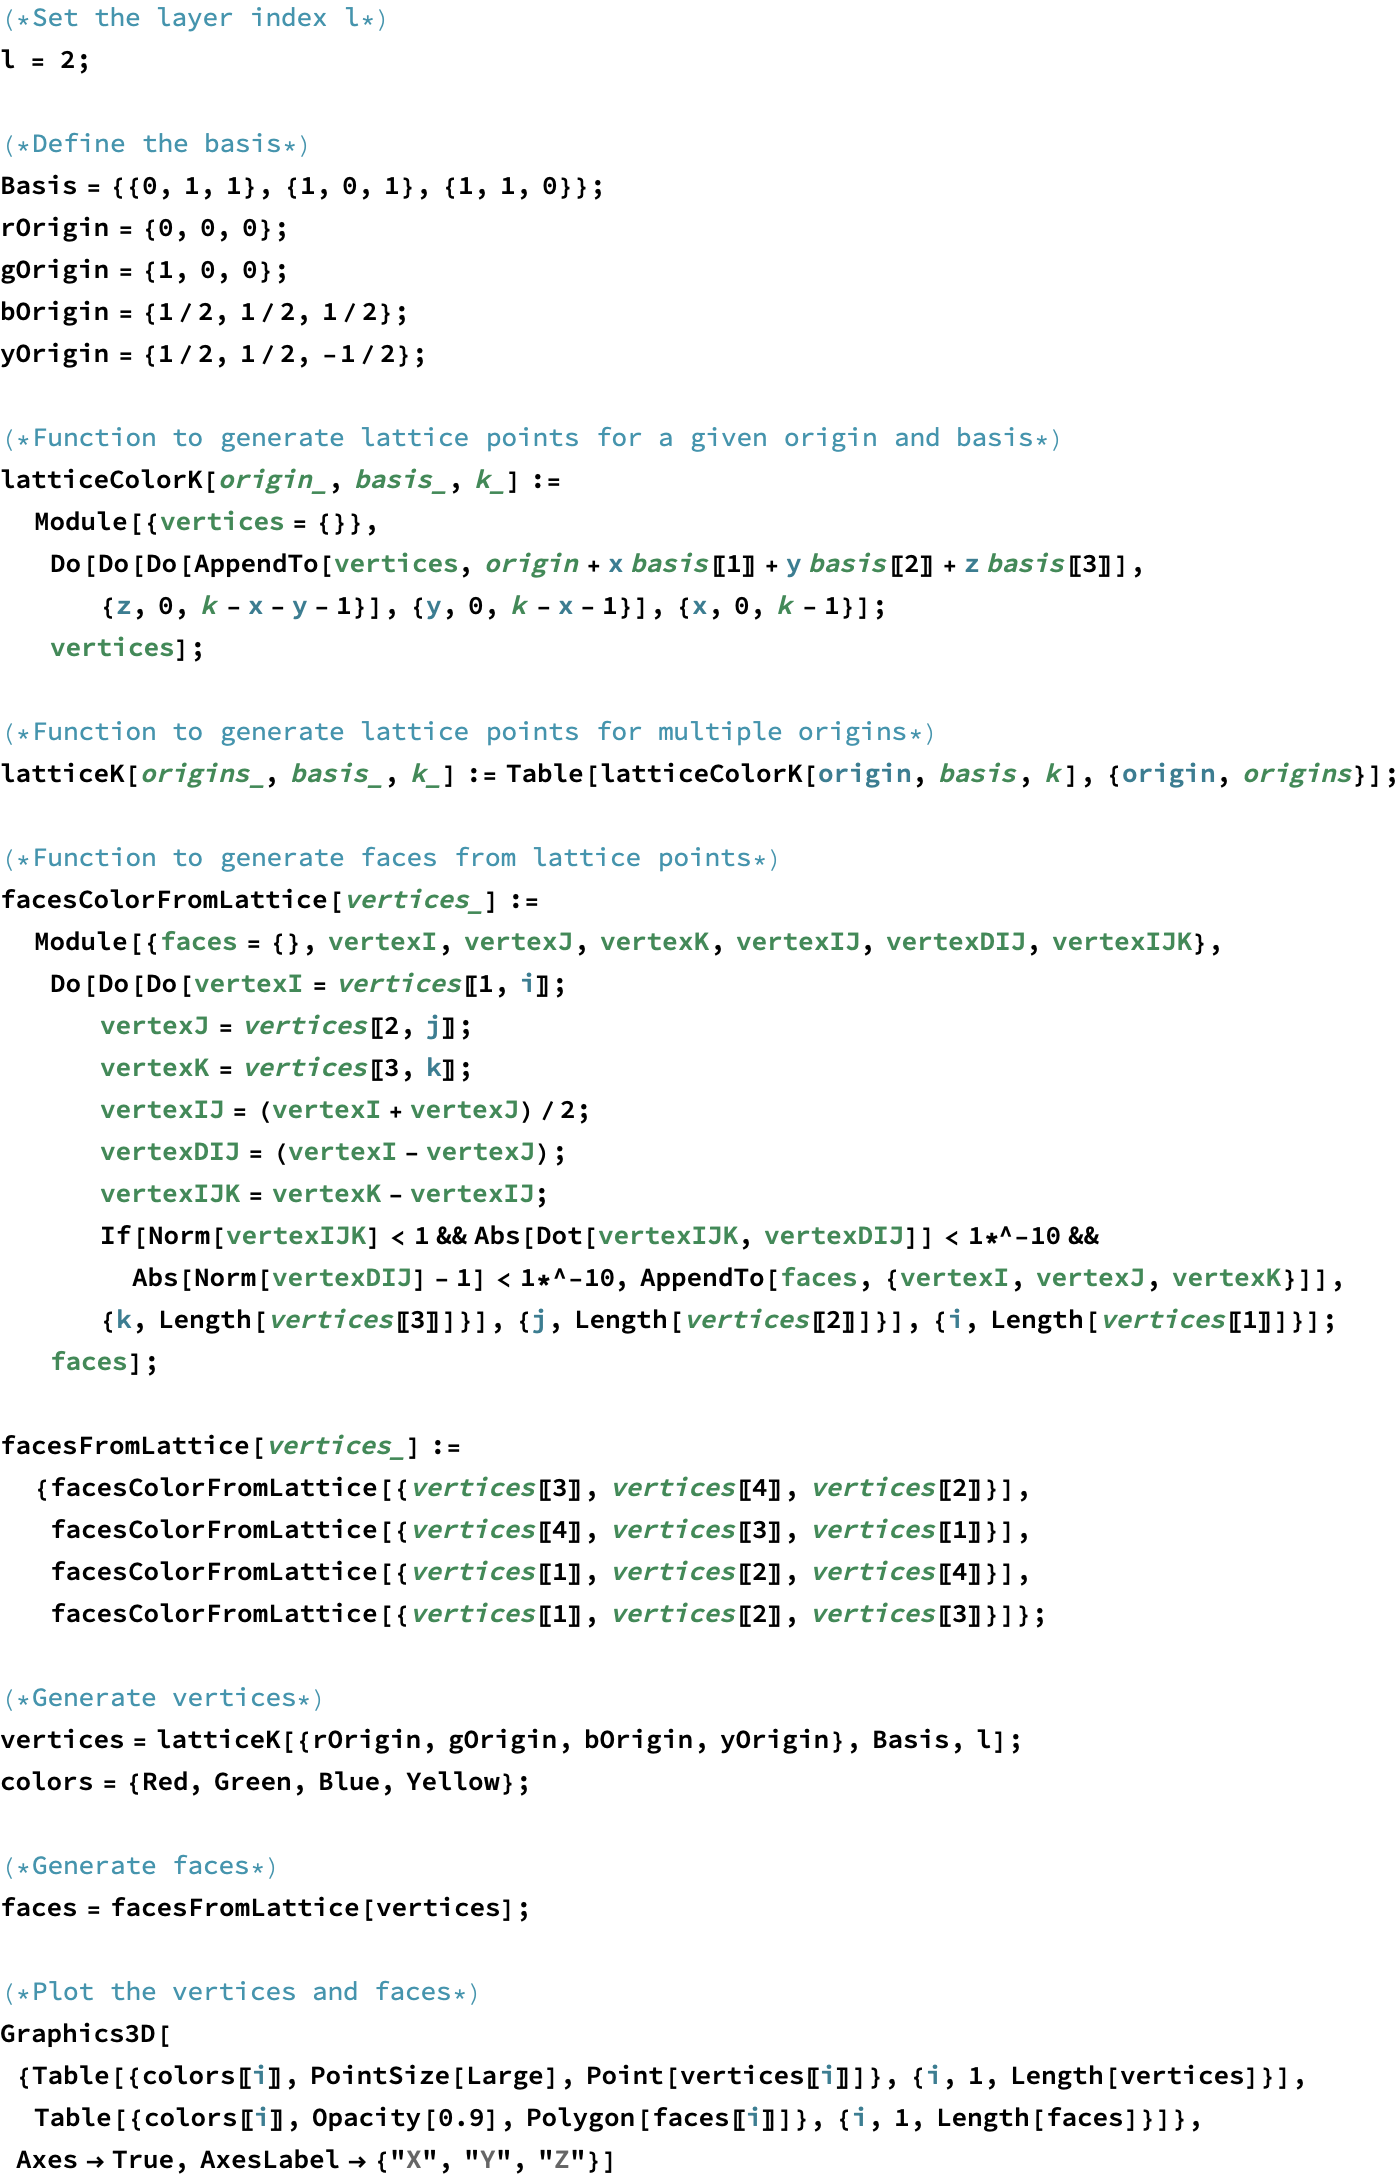 (*Set the layer index l*)
l = 2;
(*Define the basis*)
Basis = {{0, 1, 1}, {1, 0, 1}, {1, 1, 0}};
rOrigin = {0, 0, 0};
gOrigin = {1, 0, 0};
bOrigin = {1/2, 1/2, 1/2};
yOrigin = {1/2, 1/2, -1/2};
(*Function to generate lattice points for a given origin and basis*)
latticeColorK[origin_, basis_, k_] :=
Module[{vertices = {}},
Do[Do[Do[AppendTo[vertices, origin + x basis〚1〛 + y basis〚2〛 + z basis〚3〛],
{z, 0, k - x - y - 1}], {y, 0, k - x - 1}], {x, 0, k - 1}];
vertices];
(*Function to generate lattice points for multiple origins*)
latticeK[origins_, basis_, k_] := Table[latticeColorK[origin, basis, k], {origin, origins}];
(*Function to generate faces from lattice points*)
facesColorFromLattice[vertices_] :=
Module[{faces = {}, vertexI, vertexJ, vertexK, vertexIJ, vertexDIJ, vertexIJK},
Do[Do[Do[vertexI = vertices〚1, i〛;
vertexJ = vertices〚2, j〛;
vertexK = vertices〚3, k〛;
vertexIJ = (vertexI + vertexJ) / 2;
vertexDIJ = (vertexI - vertexJ);
vertexIJK = vertexK - vertexIJ;
If[Norm[vertexIJK] < 1 && Abs[Dot[vertexIJK, vertexDIJ]] < 1*^-10 &&
Abs[Norm[vertexDIJ] - 1] < 1*^-10, AppendTo[faces, {vertexI, vertexJ, vertexK}]],
{k, Length[vertices〚3〛]}], {j, Length[vertices〚2〛]}], {i, Length[vertices〚1〛]}];
faces];
facesFromLattice[vertices_] :=
{facesColorFromLattice[{vertices〚3〛, vertices〚4〛, vertices〚2〛}],
facesColorFromLattice[{vertices〚4〛, vertices〚3〛, vertices〚1〛}],
facesColorFromLattice[{vertices〚1〛, vertices〚2〛, vertices〚4〛}],
facesColorFromLattice[{vertices〚1〛, vertices〚2〛, vertices〚3〛}]};
(*Generate vertices*)
vertices = latticeK[{rOrigin, gOrigin, bOrigin, yOrigin}, Basis, l];
colors = {Red, Green, Blue, Yellow};
(*Generate faces*)
faces = facesFromLattice[vertices];
(*Plot the vertices and faces*)
Graphics3D[
{Table[{colors〚i〛, PointSize[Large], Point[vertices〚i〛]}, {i, 1, Length[vertices]}],
Table[{colors〚i〛, Opacity[0.9], Polygon[faces〚i〛]}, {i, 1, Length[faces]}]},
Axes → True, AxesLabel → {"X", "Y", "Z"}]